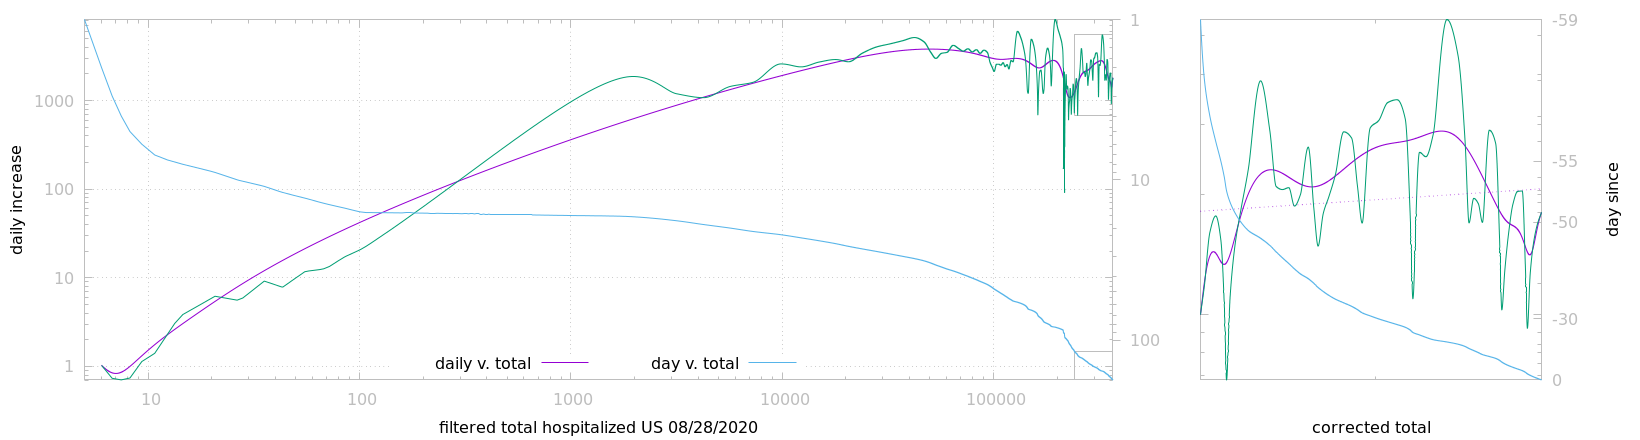 1 -59
1000
daily increase
-55
100 10
day since
-50
10
-30
daily v. total day v. total
1 100
0
10 100 1000 10000 100000
filtered total hospitalized US 08/28/2020 corrected total